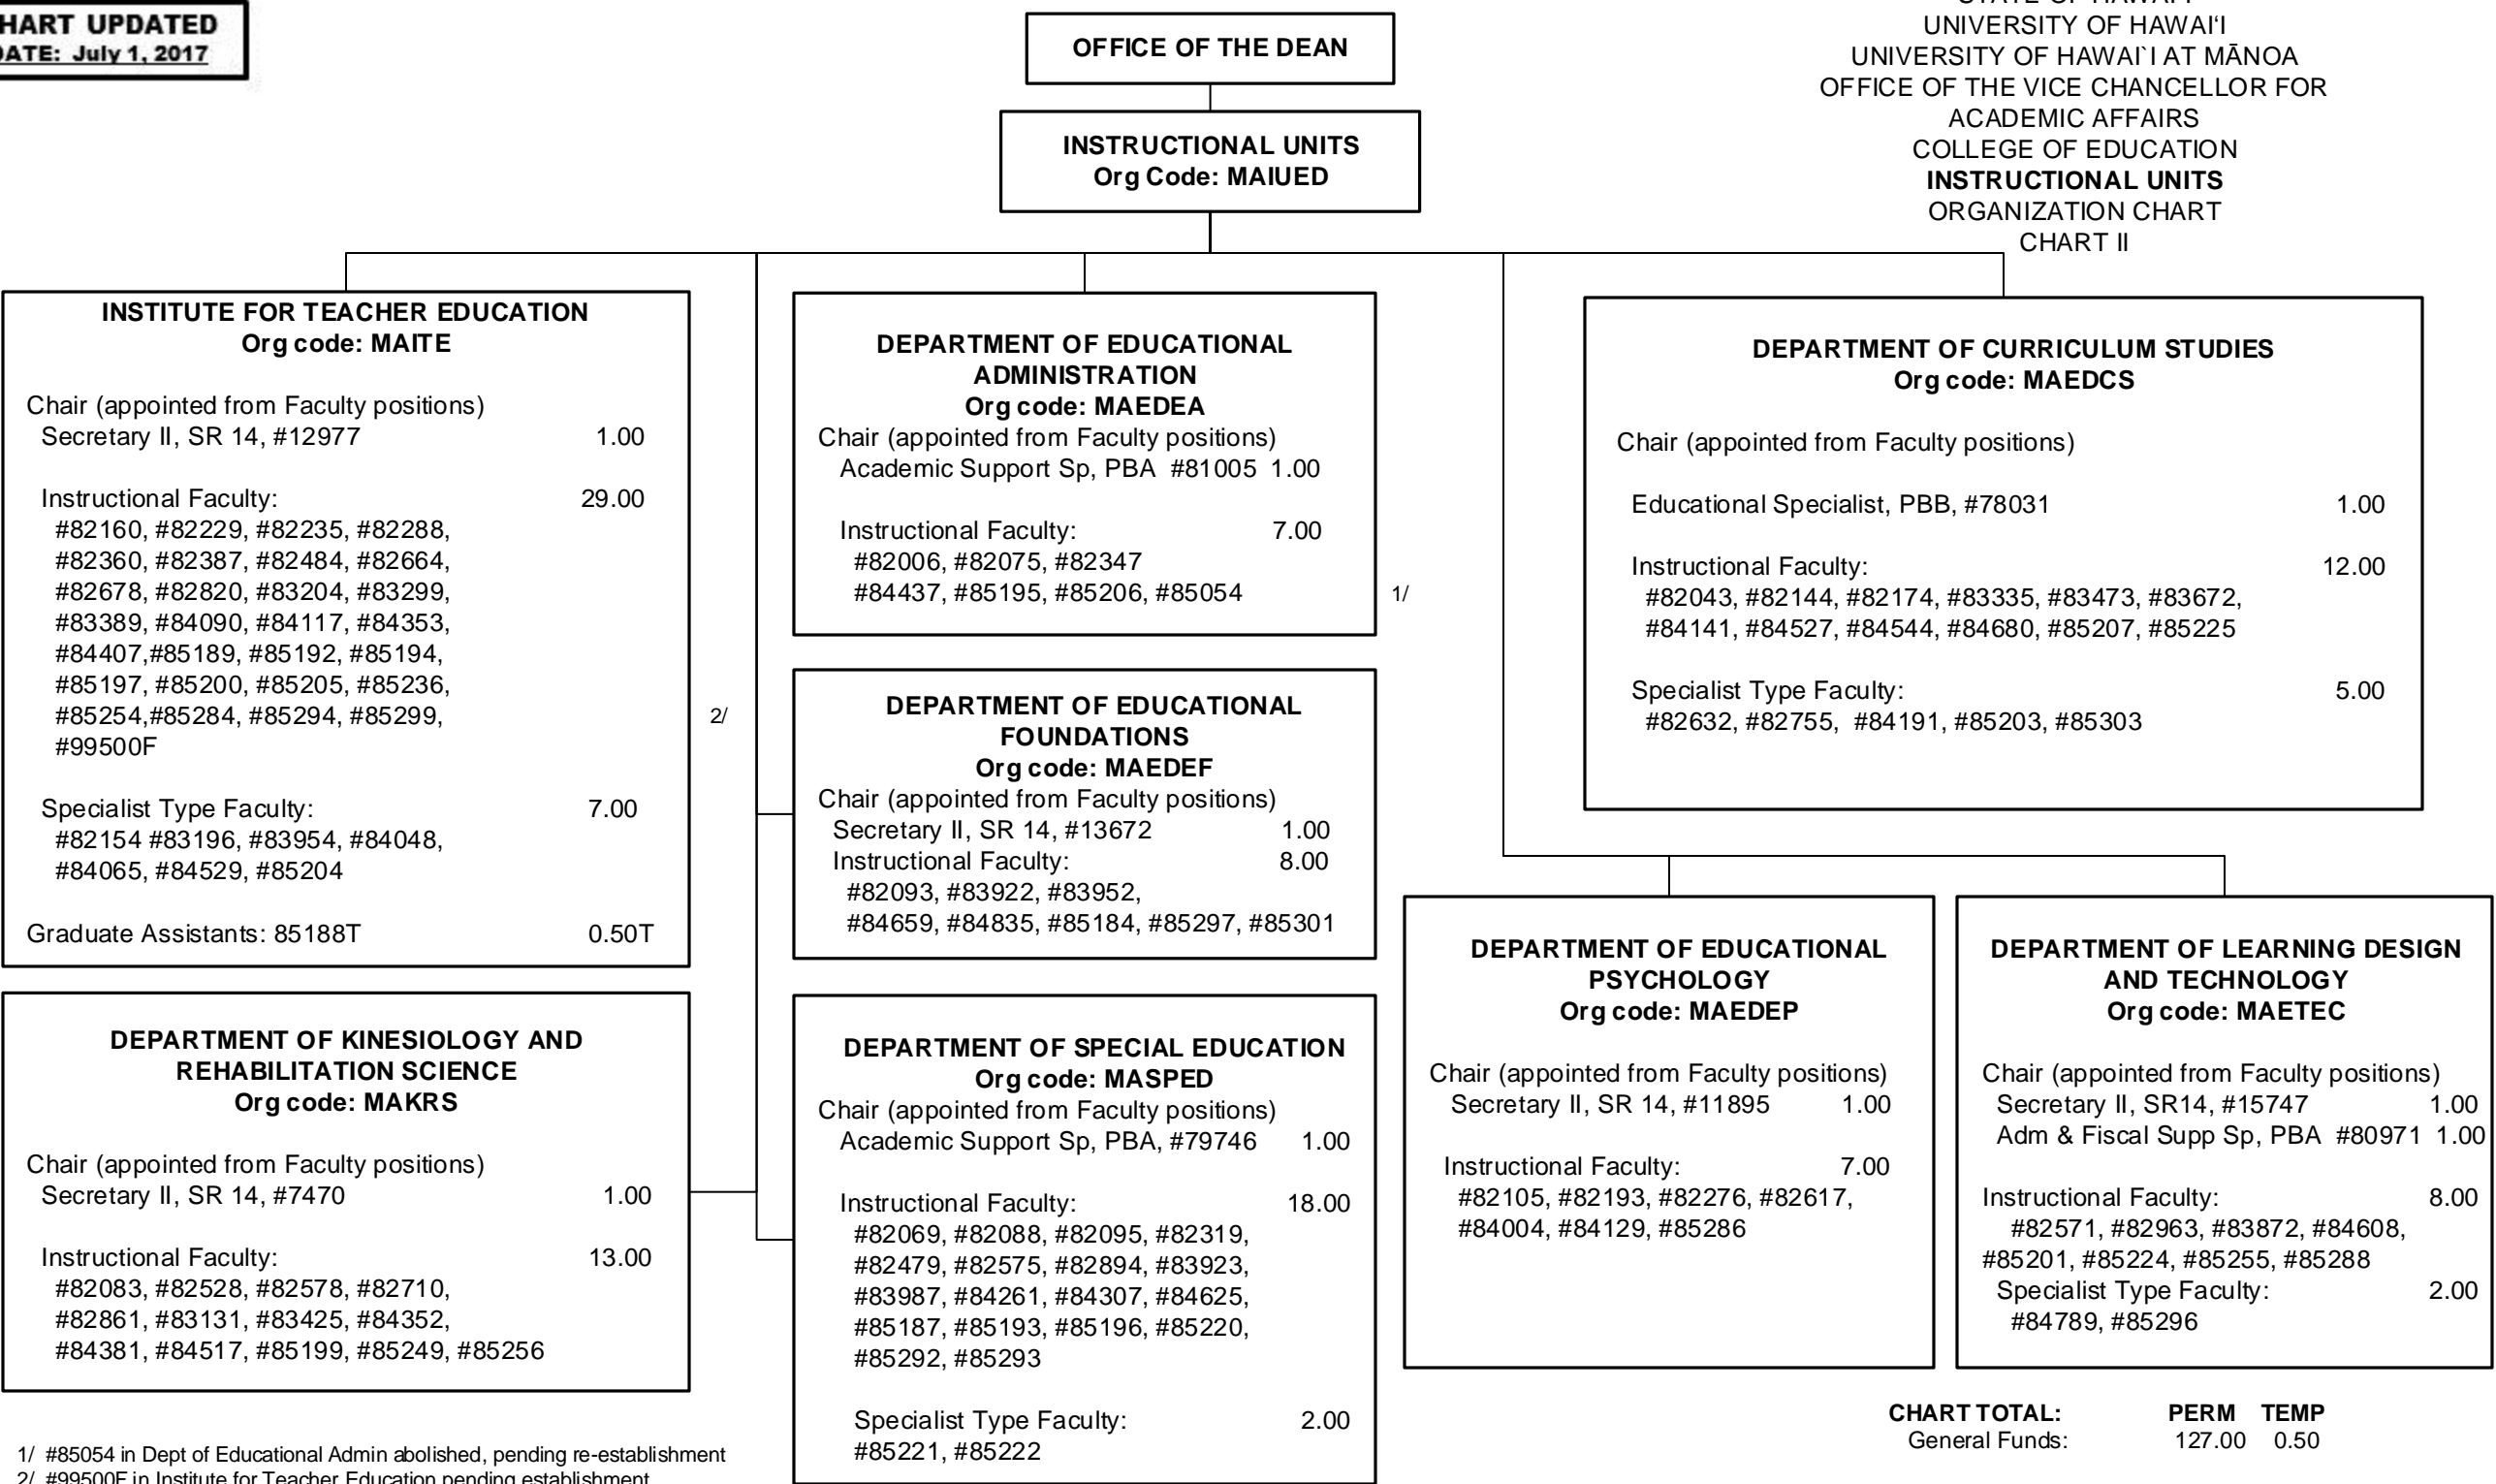 HART UPDATED
DATE: July 1, 2017
OFFICE OF THE DEAN
INSTRUCTIONAL UNITS
Org Code: MAIUED
STATE OF HAWAI‘I
UNIVERSITY OF HAWAI‘I
UNIVERSITY OF HAWAI`I AT MĀNOA
OFFICE OF THE VICE CHANCELLOR FOR
ACADEMIC AFFAIRS
COLLEGE OF EDUCATION
INSTRUCTIONAL UNITS
ORGANIZATION CHART
CHART II
INSTITUTE FOR TEACHER EDUCATION
Org code: MAITE
Chair (appointed from Faculty positions)
Secretary II, SR 14, #12977 1.00
Instructional Faculty: 29.00
#82160, #82229, #82235, #82288,
#82360, #82387, #82484, #82664,
#82678, #82820, #83204, #83299,
#83389, #84090, #84117, #84353,
#84407,#85189, #85192, #85194,
#85197, #85200, #85205, #85236,
#85254,#85284, #85294, #85299,
#99500F
2/
Specialist Type Faculty: 7.00
#82154 #83196, #83954, #84048,
#84065, #84529, #85204
Graduate Assistants: 85188T 0.50T
DEPARTMENT OF KINESIOLOGY AND
REHABILITATION SCIENCE
Org code: MAKRS
Chair (appointed from Faculty positions)
Secretary II, SR 14, #7470 1.00
Instructional Faculty: 13.00
#82083, #82528, #82578, #82710,
#82861, #83131, #83425, #84352,
#84381, #84517, #85199, #85249, #85256
DEPARTMENT OF EDUCATIONAL
ADMINISTRATION
Org code: MAEDEA
Chair (appointed from Faculty positions)
Academic Support Sp, PBA #81005 1.00
Instructional Faculty: 7.00
#82006, #82075, #82347
#84437, #85195, #85206, #85054
1/
DEPARTMENT OF EDUCATIONAL
FOUNDATIONS
Org code: MAEDEF
Chair (appointed from Faculty positions)
Secretary II, SR 14, #13672 1.00
Instructional Faculty: 8.00
#82093, #83922, #83952,
#84659, #84835, #85184, #85297, #85301
DEPARTMENT OF SPECIAL EDUCATION
Org code: MASPED
Chair (appointed from Faculty positions)
Academic Support Sp, PBA, #79746 1.00
Instructional Faculty: 18.00
#82069, #82088, #82095, #82319,
#82479, #82575, #82894, #83923,
#83987, #84261, #84307, #84625,
#85187, #85193, #85196, #85220,
#85292, #85293
Specialist Type Faculty: 2.00
#85221, #85222
DEPARTMENT OF CURRICULUM STUDIES
Org code: MAEDCS
Chair (appointed from Faculty positions)
Educational Specialist, PBB, #78031 1.00
Instructional Faculty: 12.00
#82043, #82144, #82174, #83335, #83473, #83672,
#84141, #84527, #84544, #84680, #85207, #85225
Specialist Type Faculty: 5.00
#82632, #82755, #84191, #85203, #85303
DEPARTMENT OF EDUCATIONAL
PSYCHOLOGY
Org code: MAEDEP
Chair (appointed from Faculty positions)
Secretary II, SR 14, #11895 1.00
Instructional Faculty: 7.00
#82105, #82193, #82276, #82617,
#84004, #84129, #85286
DEPARTMENT OF LEARNING DESIGN
AND TECHNOLOGY
Org code: MAETEC
Chair (appointed from Faculty positions)
Secretary II, SR14, #15747 1.00
Adm & Fiscal Supp Sp, PBA #80971 1.00
Instructional Faculty: 8.00
#82571, #82963, #83872, #84608,
#85201, #85224, #85255, #85288
Specialist Type Faculty: 2.00
#84789, #85296
CHART TOTAL: PERM TEMP
General Funds: 127.00 0.50
1/ #85054 in Dept of Educational Admin abolished, pending re-establishment
2/ #99500F in Institute for Teacher Education pending establishment